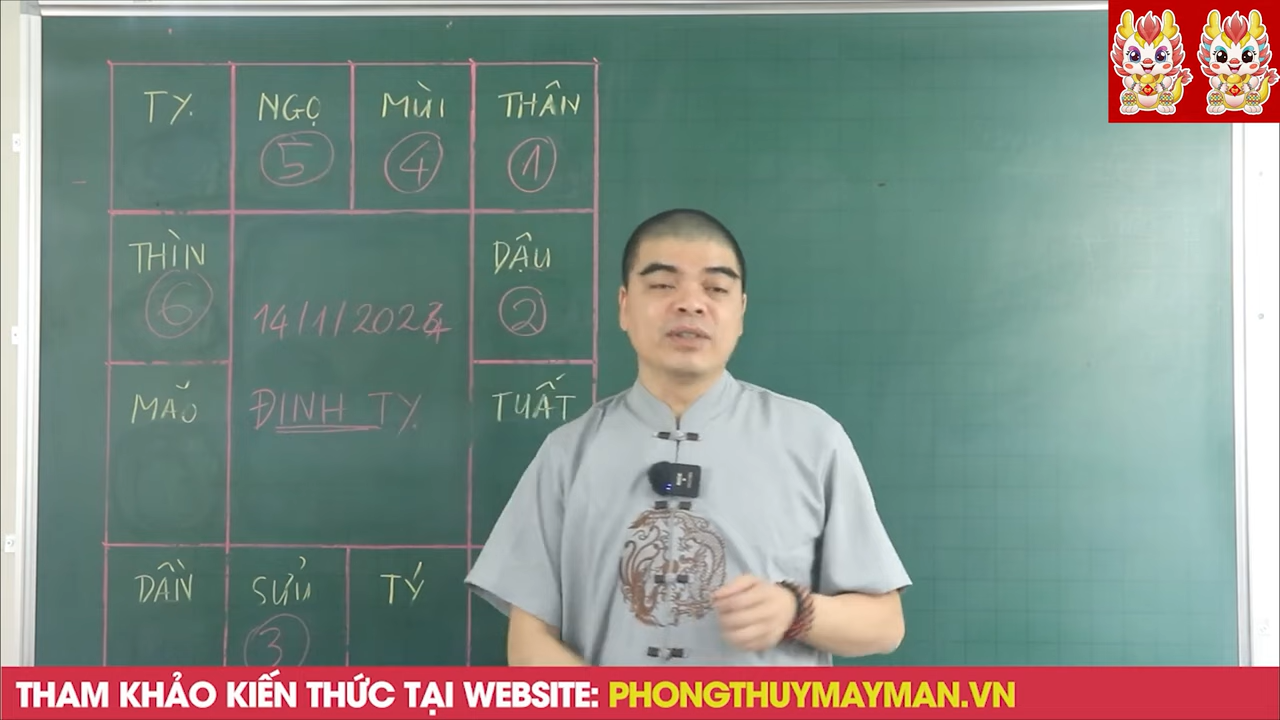 TỴ NGỌ MÙI THÂN
5 4 1
THÌN DẬU
6 2
14/1/2024
MÃO ĐINH TỴ TUẤT
DẦN SỬU TÝ
3
THAM KHẢO KIẾN THỨC TẠI WEBSITE: PHONGTHUYMAYMAN.VN